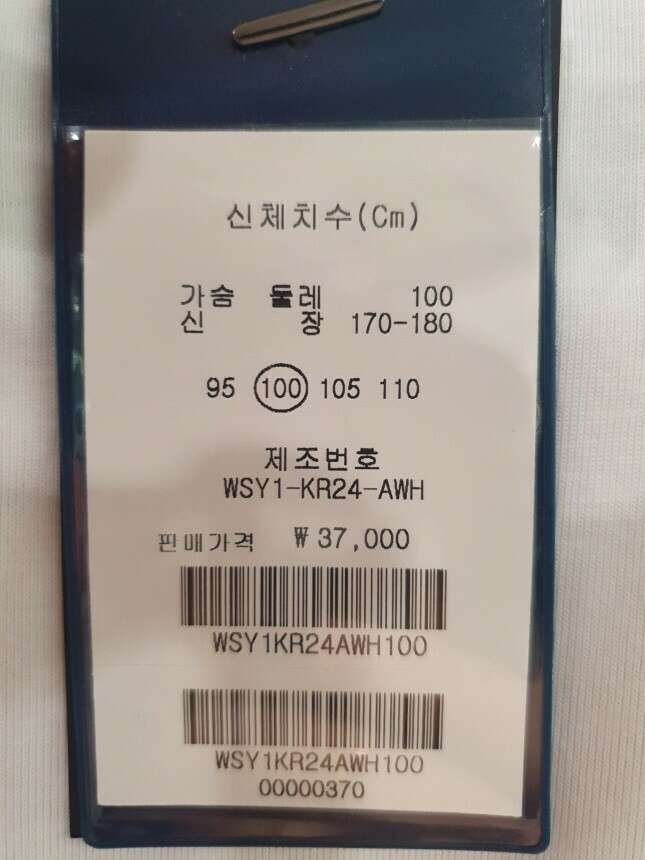 신체치수(Cm)
가슴 둘레 100
신 장 170-180
95 100 105 110
제조번호
WSY1-KR24-AWH
판매가격 ₩ 37,000
WSY1KR24AWH100
WSY1KR24AWH100
00000370